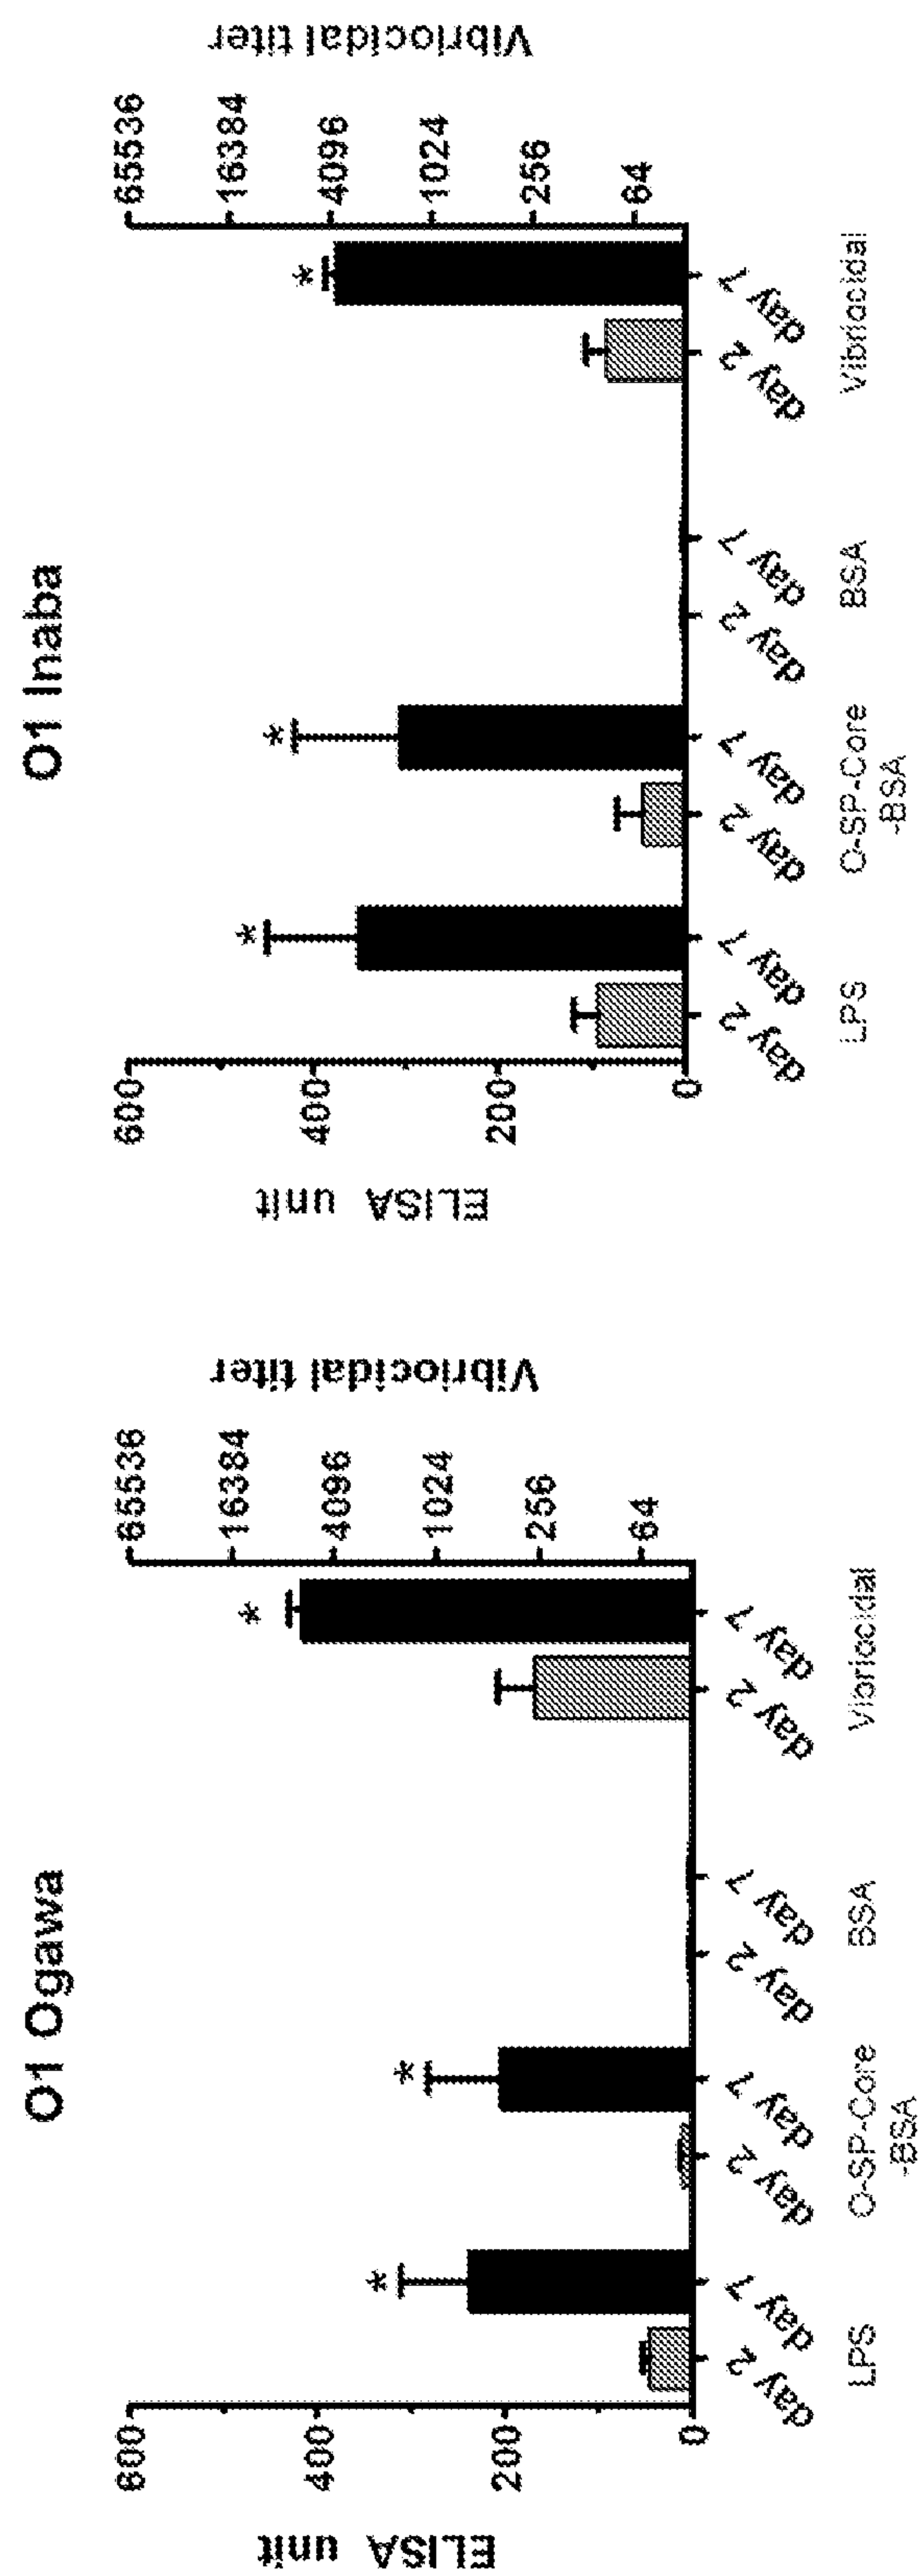 O1 Ogawa
ELISA unit
600
400
200
0
Vibriocidal titer
65536
16384
4096
1024
256
64
*
*
*
day 2
day 7
day 2
day 7
day 2
day 7
day 2
day 7
LPS
O-SP-Core
-BSA
BSA
Vibriocidal
O1 Inaba
ELISA unit
600
400
200
0
Vibriocidal titer
65536
16384
4096
1024
256
64
*
*
*
day 2
day 7
day 2
day 7
day 2
day 7
day 2
day 7
LPS
O-SP-Core
-BSA
BSA
Vibriocidal